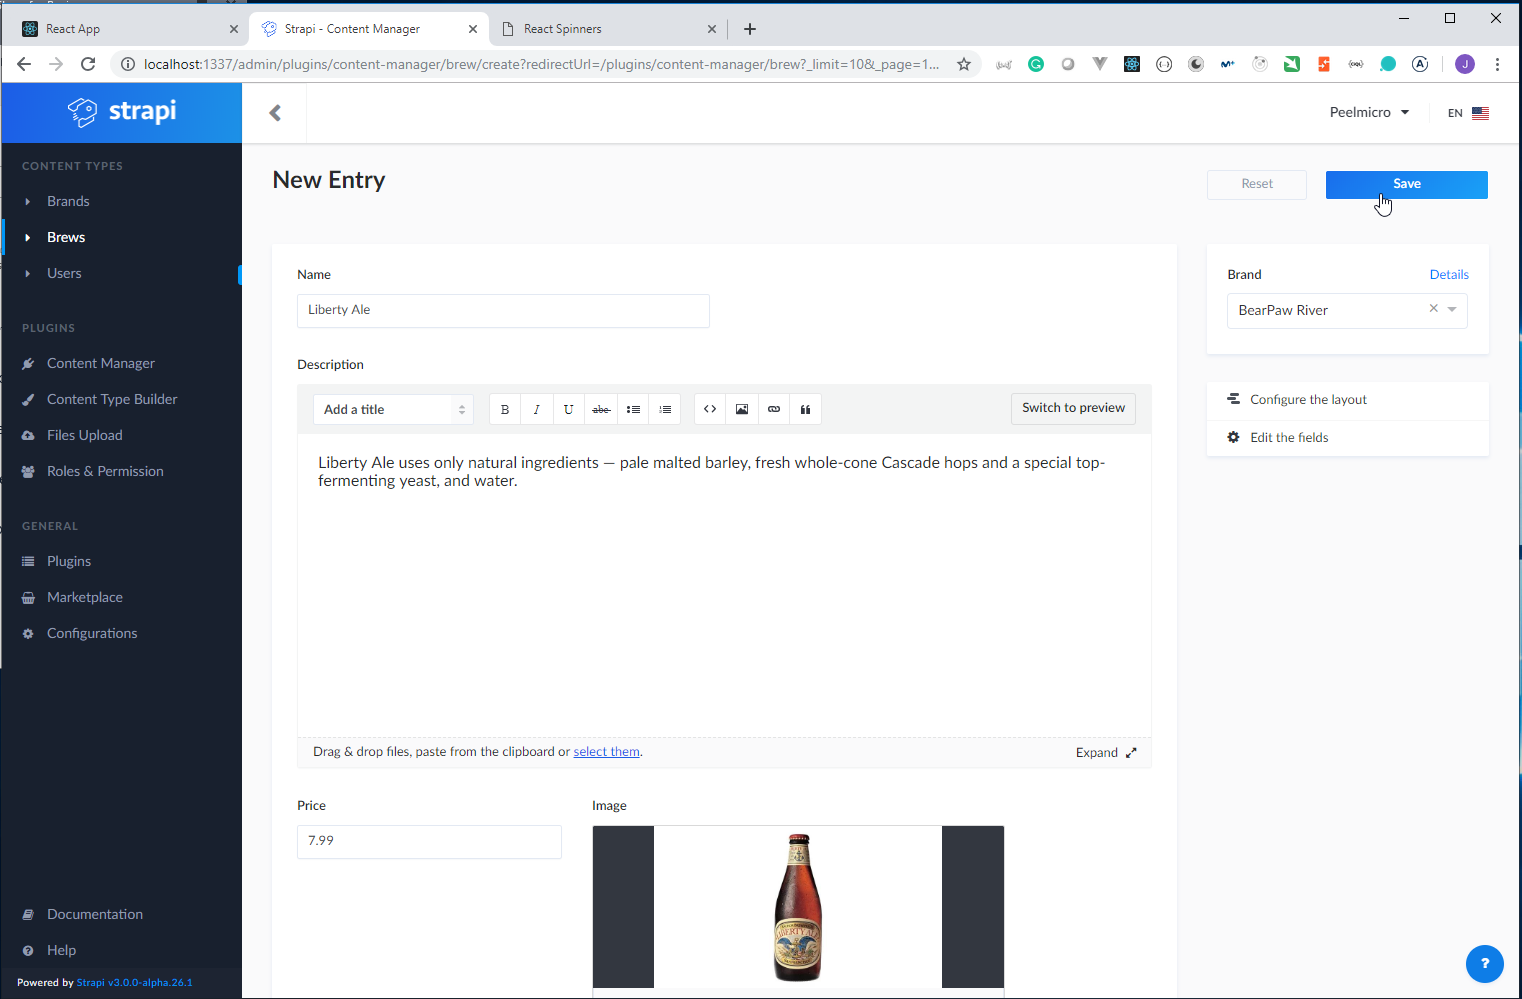 React App
Strapi - Content Manager
React Spinners
localhost:1337/admin/plugins/content-manager/brew/create?redirectUrl=/plugins/content-manager/brew?_limit=10&_page=1...
J
strapi
Peelmicro
EN
CONTENT TYPES
Brands
Brews
Users
PLUGINS
Content Manager
Content Type Builder
Files Upload
Roles & Permission
GENERAL
Plugins
Marketplace
Configurations
Documentation
Help
Powered by Strapi v3.0.0-alpha.26.1
New Entry
Reset
Save
Name
Liberty Ale
Description
Add a title
B I U abc
Switch to preview
Liberty Ale uses only natural ingredients — pale malted barley, fresh whole-cone Cascade hops and a special top-
fermenting yeast, and water.
Drag & drop files, paste from the clipboard or select them.
Expand
Price
7.99
Image
LIBERTY ALE
Brand
Details
BearPaw River
Configure the layout
Edit the fields
?